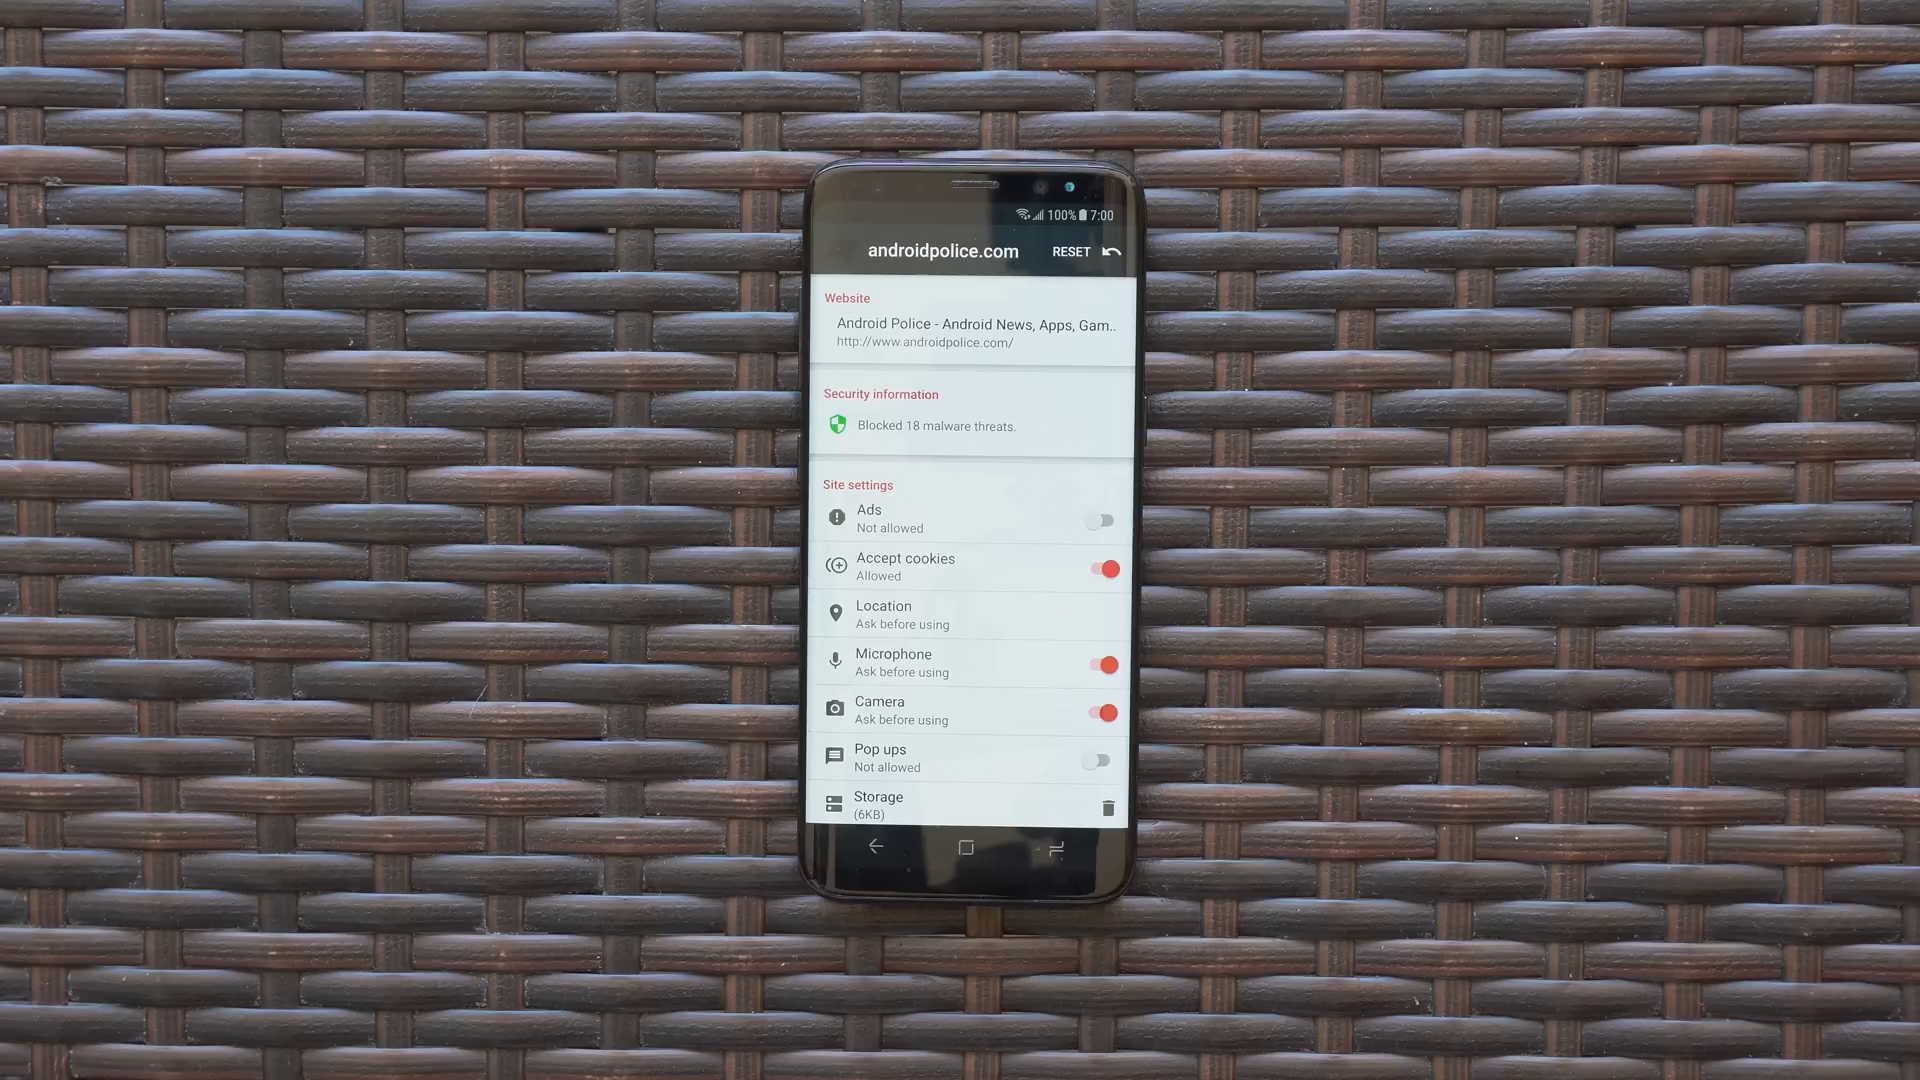 100% 7:00
androidpolice.com RESET
Website
Android Police - Android News, Apps, Gam..
http://www.androidpolice.com/
Security information
Blocked 18 malware threats.
Site settings
Ads
Not allowed
Accept cookies
Allowed
Location
Ask before using
Microphone
Ask before using
Camera
Ask before using
Pop ups
Not allowed
Storage
(6KB)